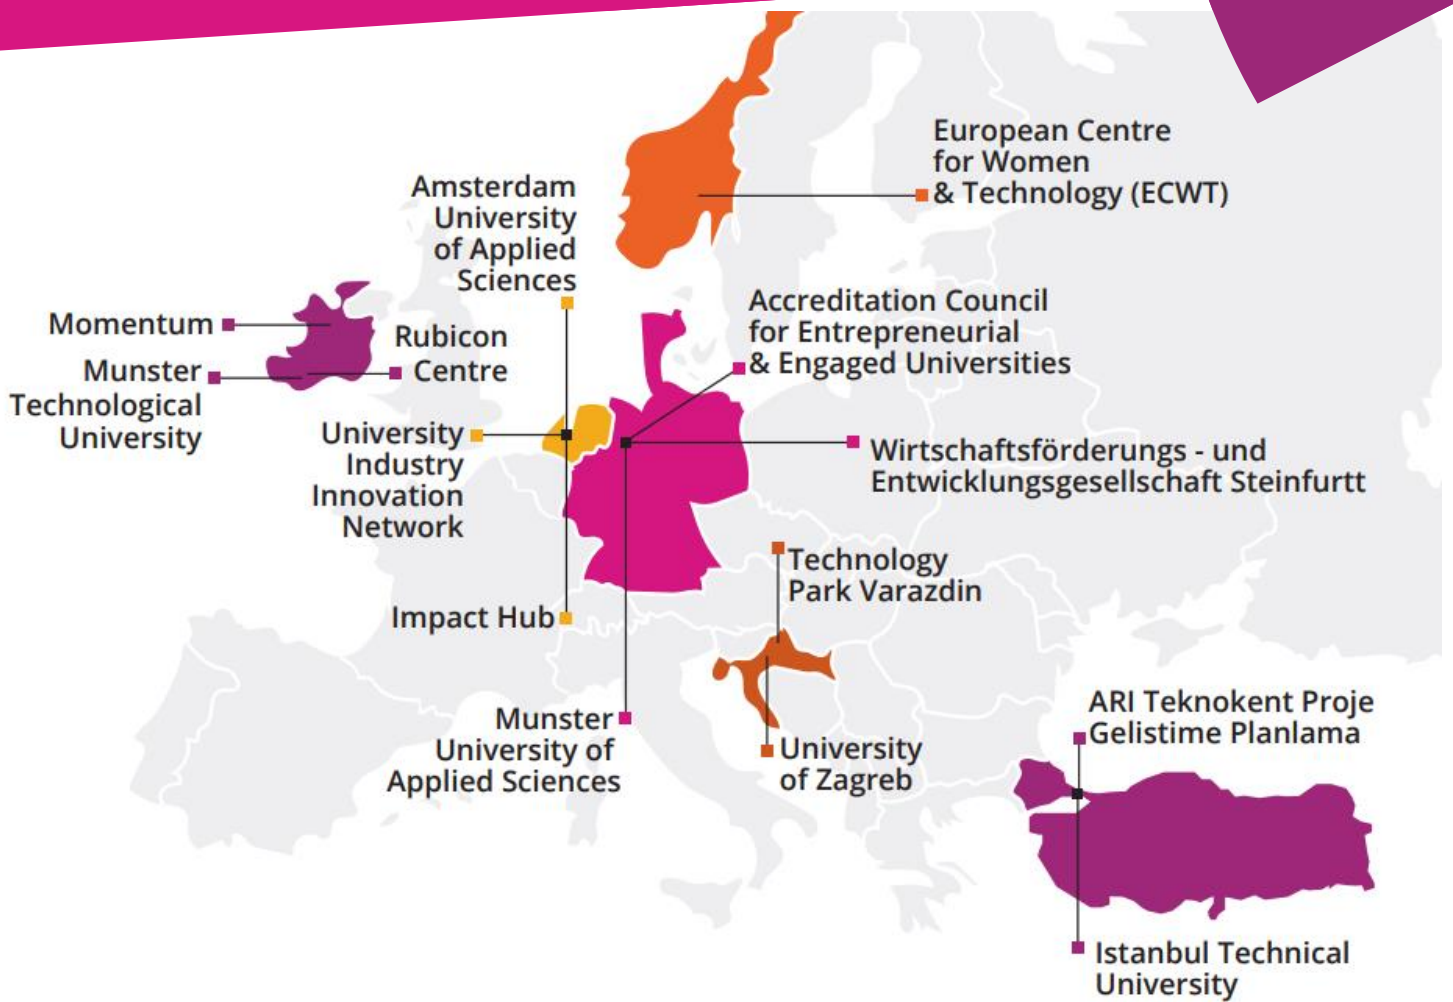 European Centre
for Women
& Technology (ECWT)
Amsterdam
University
of Applied
Sciences
Momentum
Rubicon
Centre
Munster
Technological
University
Accreditation Council
for Entrepreneurial
& Engaged Universities
University
Industry
Innovation
Network
Wirtschaftsförderungs - und
Entwicklungsgesellschaft Steinfurtt
Technology
Park Varazdin
Impact Hub
Munster
University of
Applied Sciences
University
of Zagreb
ARI Teknokent Proje
Gelistime Planlama
Istanbul Technical
University